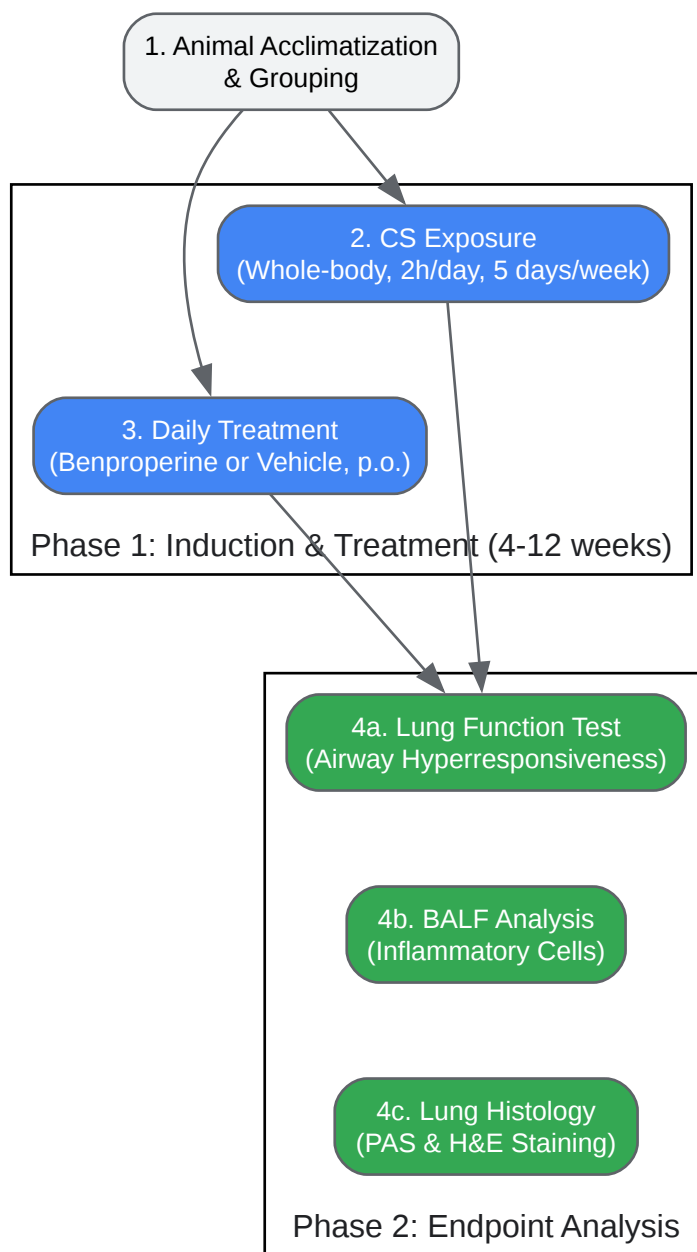 1. Animal Acclimatization
& Grouping
2. CS Exposure
(Whole-body, 2h/day, 5 days/week)
3. Daily Treatment
(Benproperine or Vehicle, p.o.)
Phase 1: Induction & Treatment (4-12 weeks)
4a. Lung Function Test
(Airway Hyperresponsiveness)
4b. BALF Analysis
(Inflammatory Cells)
4c. Lung Histology
(PAS & H&E Staining)
Phase 2: Endpoint Analysis